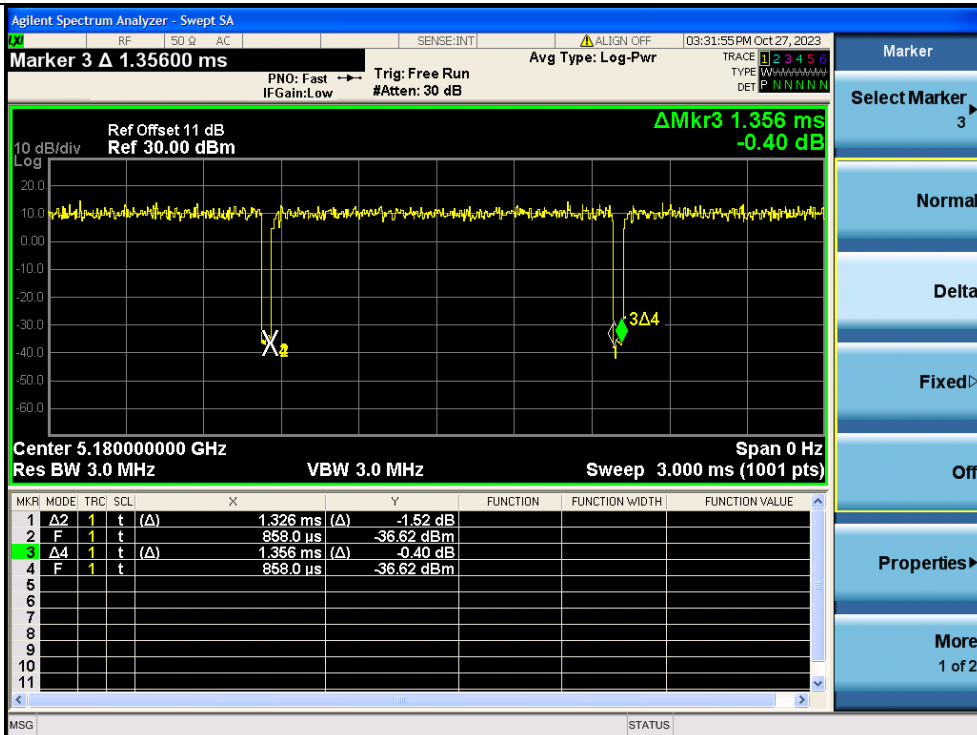 Agilent Spectrum Analyzer - Swept SA
LXI RF 50 Ω AC SENSE:INT ALIGN OFF 03:31:55 PM Oct 27, 2023
Marker 3 Δ 1.35600 ms
PNO: Fast
IFGain:Low
Trig: Free Run
#Atten: 30 dB
Avg Type: Log-Pwr
TRACE 1 2 3 4 5 6
TYPE W
DET P N N N N N
ΔMkr3 1.356 ms
-0.40 dB
Ref Offset 11 dB
10 dB/div Ref 30.00 dBm
Log
20.0
10.0
0.00
-10.0
-20.0
-30.0
-40.0
-50.0
-60.0
3Δ4
1
Center 5.180000000 GHz Span 0 Hz
Res BW 3.0 MHz VBW 3.0 MHz Sweep 3.000 ms (1001 pts)
MKR MODE TRC SCL X Y FUNCTION FUNCTION WIDTH FUNCTION VALUE
1 Δ2 1 t (Δ) 1.326 ms (Δ) -1.52 dB
2 F 1 t 858.0 µs -36.62 dBm
3 Δ4 1 t (Δ) 1.356 ms (Δ) -0.40 dB
4 F 1 t 858.0 µs -36.62 dBm
5
6
7
8
9
10
11
MSG STATUS
Marker
Select Marker
3
Normal
Delta
Fixed
Off
Properties
More
1 of 2